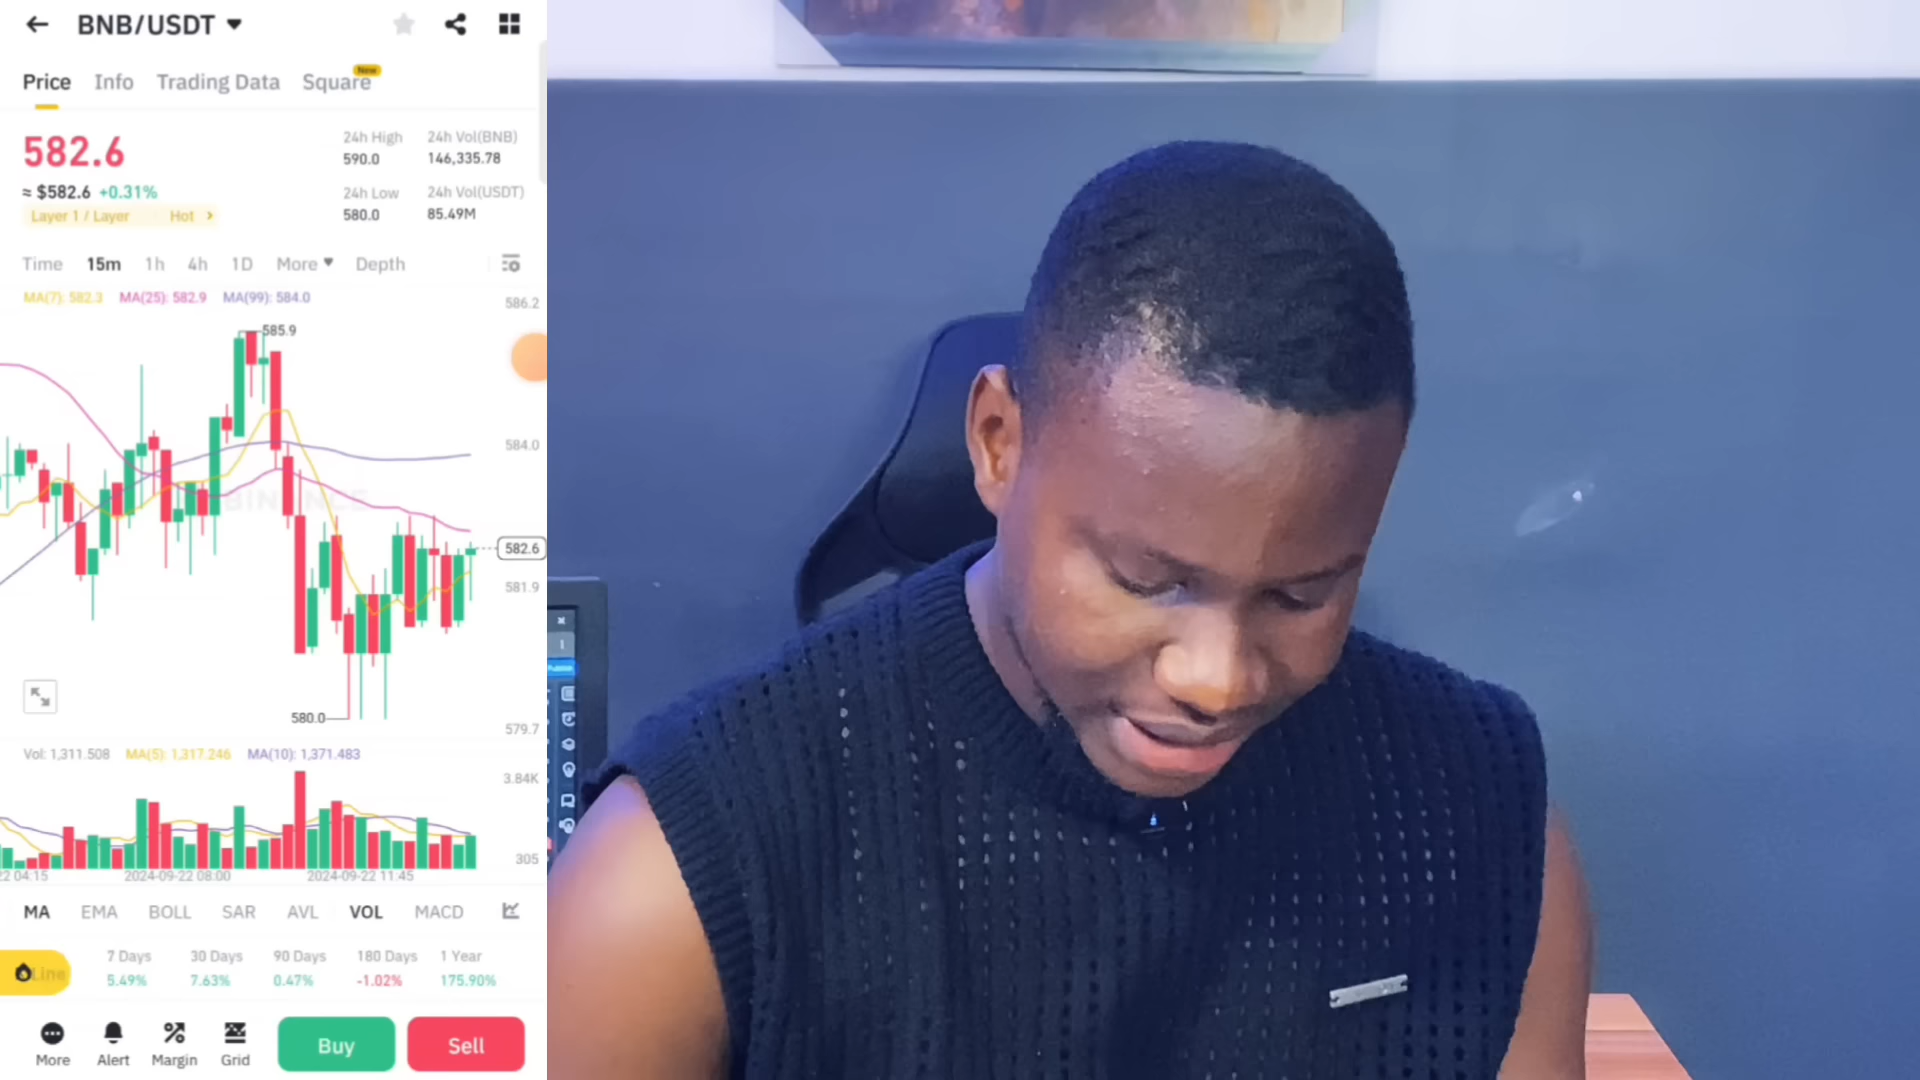 BNB/USDT
Price Info Trading Data Square New
582.6
≈ $582.6 +0.31%
Layer 1 / Layer Hot
24h High 24h Vol(BNB)
590.0 146,335.78
24h Low 24h Vol(USDT)
580.0 85.49M
Time 15m 1h 4h 1D More Depth
MA(7): 582.3 MA(25): 582.9 MA(99): 584.0
586.2
585.9
584.0
BINANCE
582.6
581.9
580.0
579.7
Vol: 1,311.508 MA(5): 1,317.246 MA(10): 1,371.483
3.84K
305
22 04:15 2024-09-22 08:00 2024-09-22 11:45
MA EMA BOLL SAR AVL VOL MACD
Line
7 Days 30 Days 90 Days 180 Days 1 Year
5.49% 7.63% 0.47% -1.02% 175.90%
More Alert Margin Grid Buy Sell